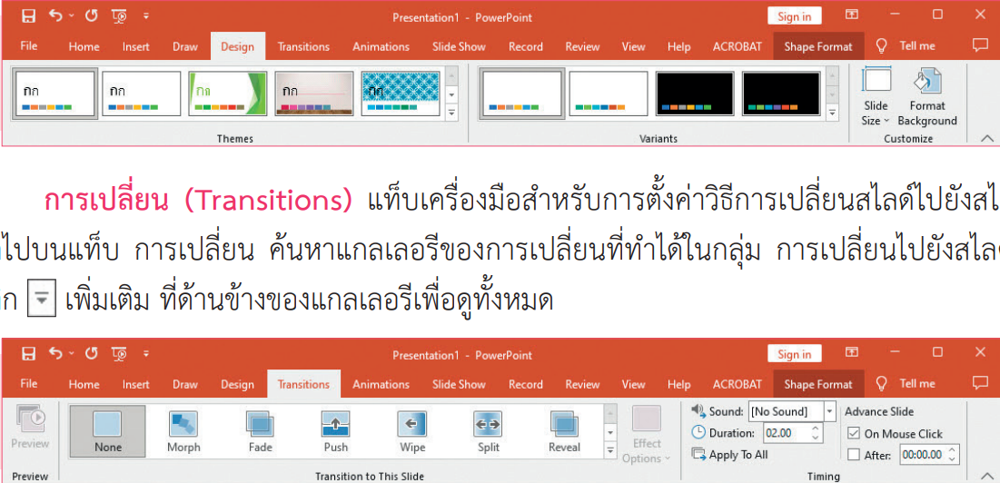 Presentation1 - PowerPoint Sign in
File Home Insert Draw Design Transitions Animations Slide Show Record Review View Help ACROBAT Shape Format Tell me
กก กก กก กก กก
Slide Size Format Background
Themes Variants Customize
การเปลี่ยน (Transitions) แท็บเครื่องมือสำหรับการตั้งค่าวิธีการเปลี่ยนสไลด์ไปยังสไ
ไปบนแท็บ การเปลี่ยน ค้นหาแกลเลอรีของการเปลี่ยนที่ทำได้ในกลุ่ม การเปลี่ยนไปยังสไลด
ก เพิ่มเติม ที่ด้านข้างของแกลเลอรีเพื่อดูทั้งหมด
Presentation1 - PowerPoint Sign in
File Home Insert Draw Design Transitions Animations Slide Show Record Review View Help ACROBAT Shape Format Tell me
Sound: [No Sound] Advance Slide
Duration: 02.00 On Mouse Click
Preview None Morph Fade Push Wipe Split Reveal Effect Options Apply To All After: 00:00.00
Preview Transition to This Slide Timing